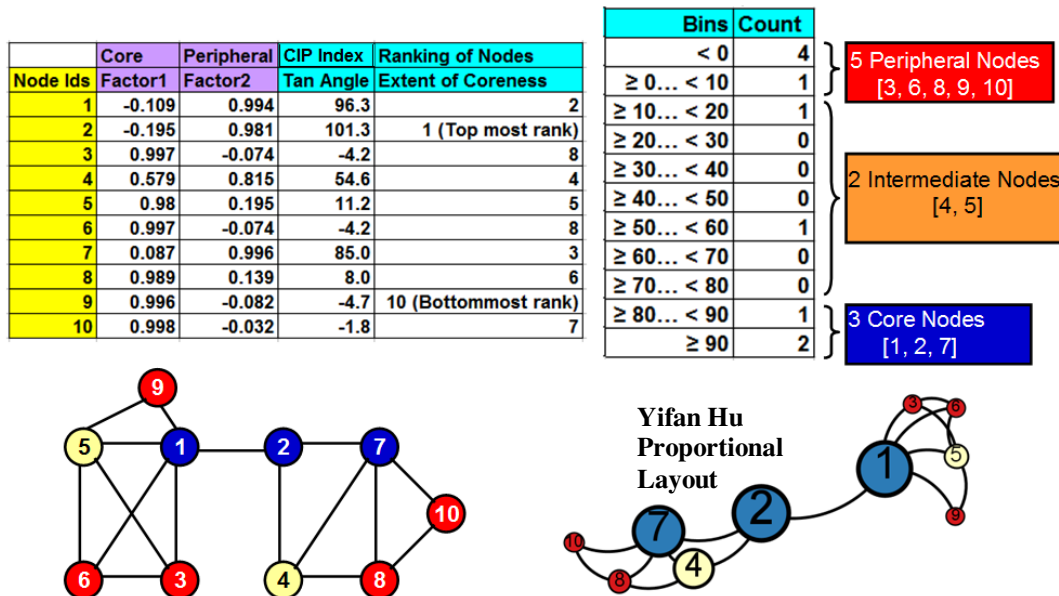 Core Peripheral CIP Index Ranking of Nodes
Node Ids Factor1 Factor2 Tan Angle Extent of Coreness
1 -0.109 0.994 96.3 2
2 -0.195 0.981 101.3 1 (Top most rank)
3 0.997 -0.074 -4.2 8
4 0.579 0.815 54.6 4
5 0.98 0.195 11.2 5
6 0.997 -0.074 -4.2 8
7 0.087 0.996 85.0 3
8 0.989 0.139 8.0 6
9 0.996 -0.082 -4.7 10 (Bottommost rank)
10 0.998 -0.032 -1.8 7
Bins Count
< 0 4
≥ 0... < 10 1
≥ 10... < 20 1
≥ 20... < 30 0
≥ 30... < 40 0
≥ 40... < 50 0
≥ 50... < 60 1
≥ 60... < 70 0
≥ 70... < 80 0
≥ 80... < 90 1
≥ 90 2
5 Peripheral Nodes
[3, 6, 8, 9, 10]
2 Intermediate Nodes
[4, 5]
3 Core Nodes
[1, 2, 7]
9
5 1 2 7
10
6 3 4 8
Yifan Hu
Proportional
Layout
3 6
1 5
9
7 2
10 4
8